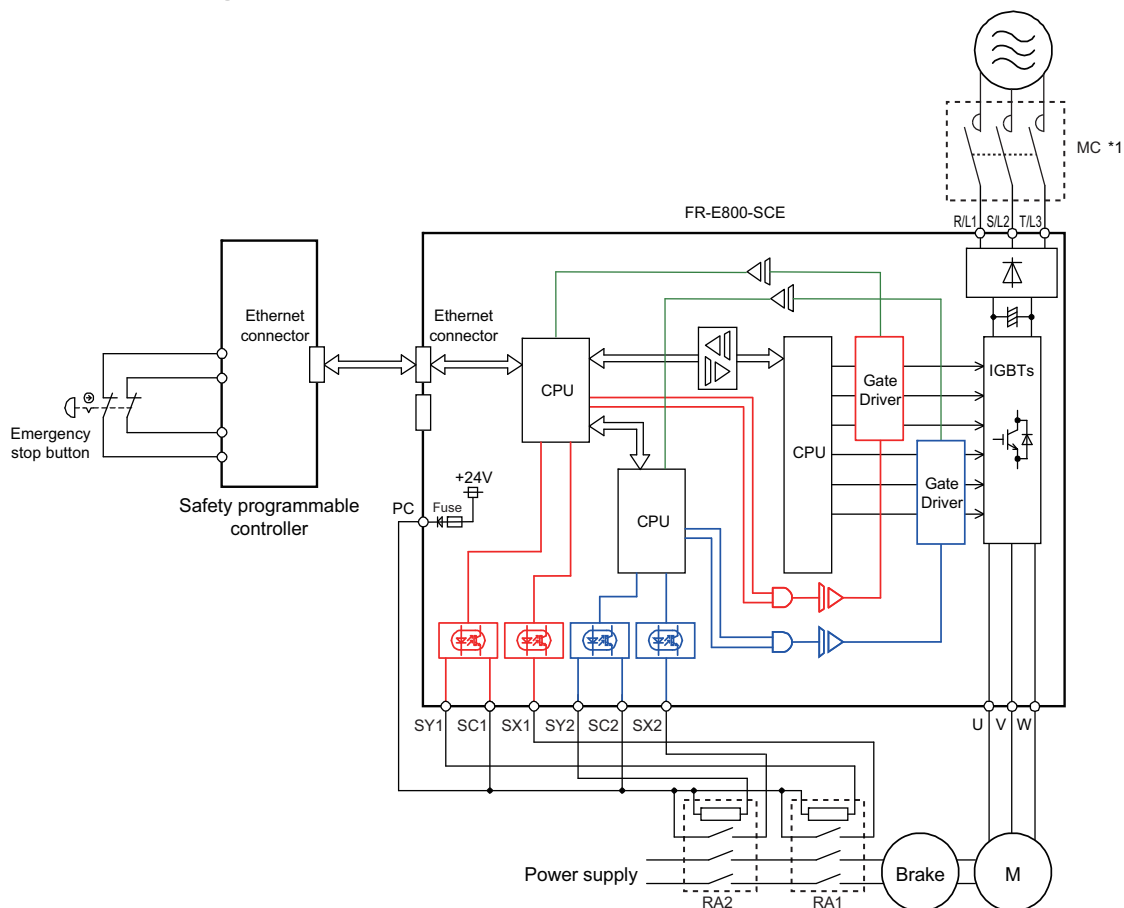 MC *1
FR-E800-SCE
R/L1 S/L2 T/L3
Ethernet
connector
Ethernet
connector
CPU
Gate
Driver
IGBTs
CPU
Gate
Driver
Emergency
stop button
Safety programmable
controller
+24V
PC
Fuse
CPU
SY1 SC1 SX1 SY2 SC2 SX2
U V W
Power supply
Brake
M
RA2 RA1